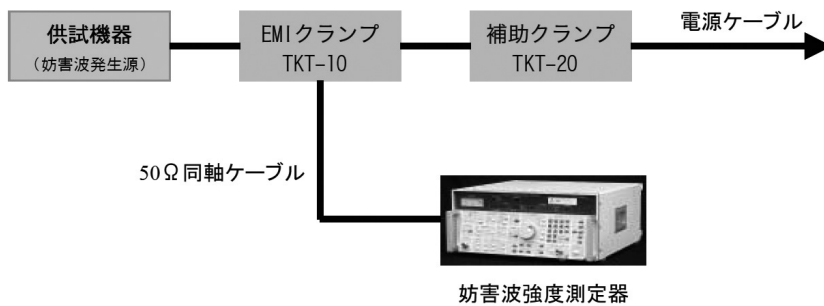 供試機器
(妨害波発生源)
EMIクランプ
TKT-10
補助クランプ
TKT-20
電源ケーブル
50Ω同軸ケーブル
妨害波強度測定器